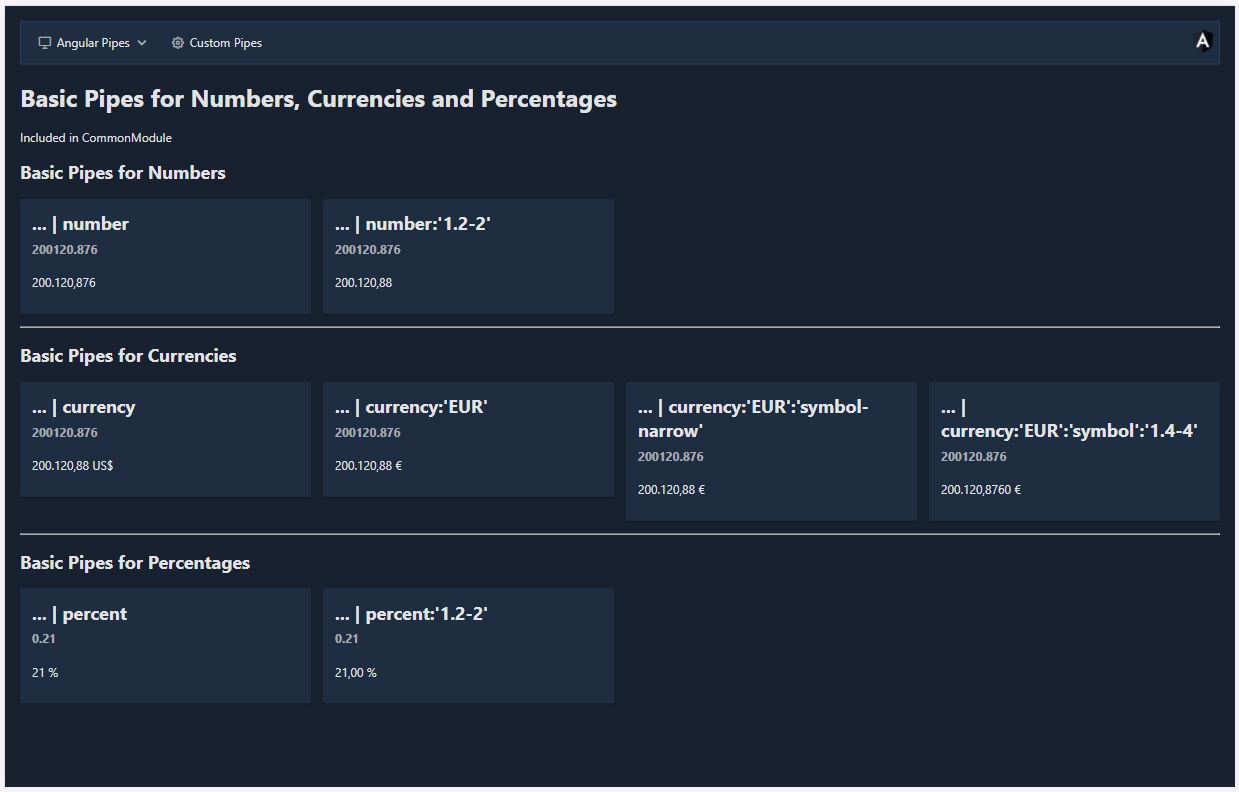 Angular Pipes
Custom Pipes
Basic Pipes for Numbers, Currencies and Percentages
Included in CommonModule
Basic Pipes for Numbers
... | number
200120.876
200.120,876
... | number:'1.2-2'
200120.876
200.120,88
Basic Pipes for Currencies
... | currency
200120.876
200.120,88 US$
... | currency:'EUR'
200120.876
200.120,88 €
... | currency:'EUR':'symbol-
narrow'
200120.876
200.120,88 €
... |
currency:'EUR':'symbol':'1.4-4'
200120.876
200.120,8760 €
Basic Pipes for Percentages
... | percent
0.21
21 %
... | percent:'1.2-2'
0.21
21,00 %